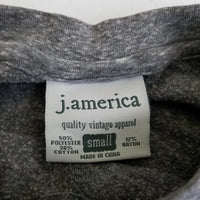 j.america
quality vintage apparel
50% POLYESTER
38% COTTON
small
12% RAYON
MADE IN CHINA